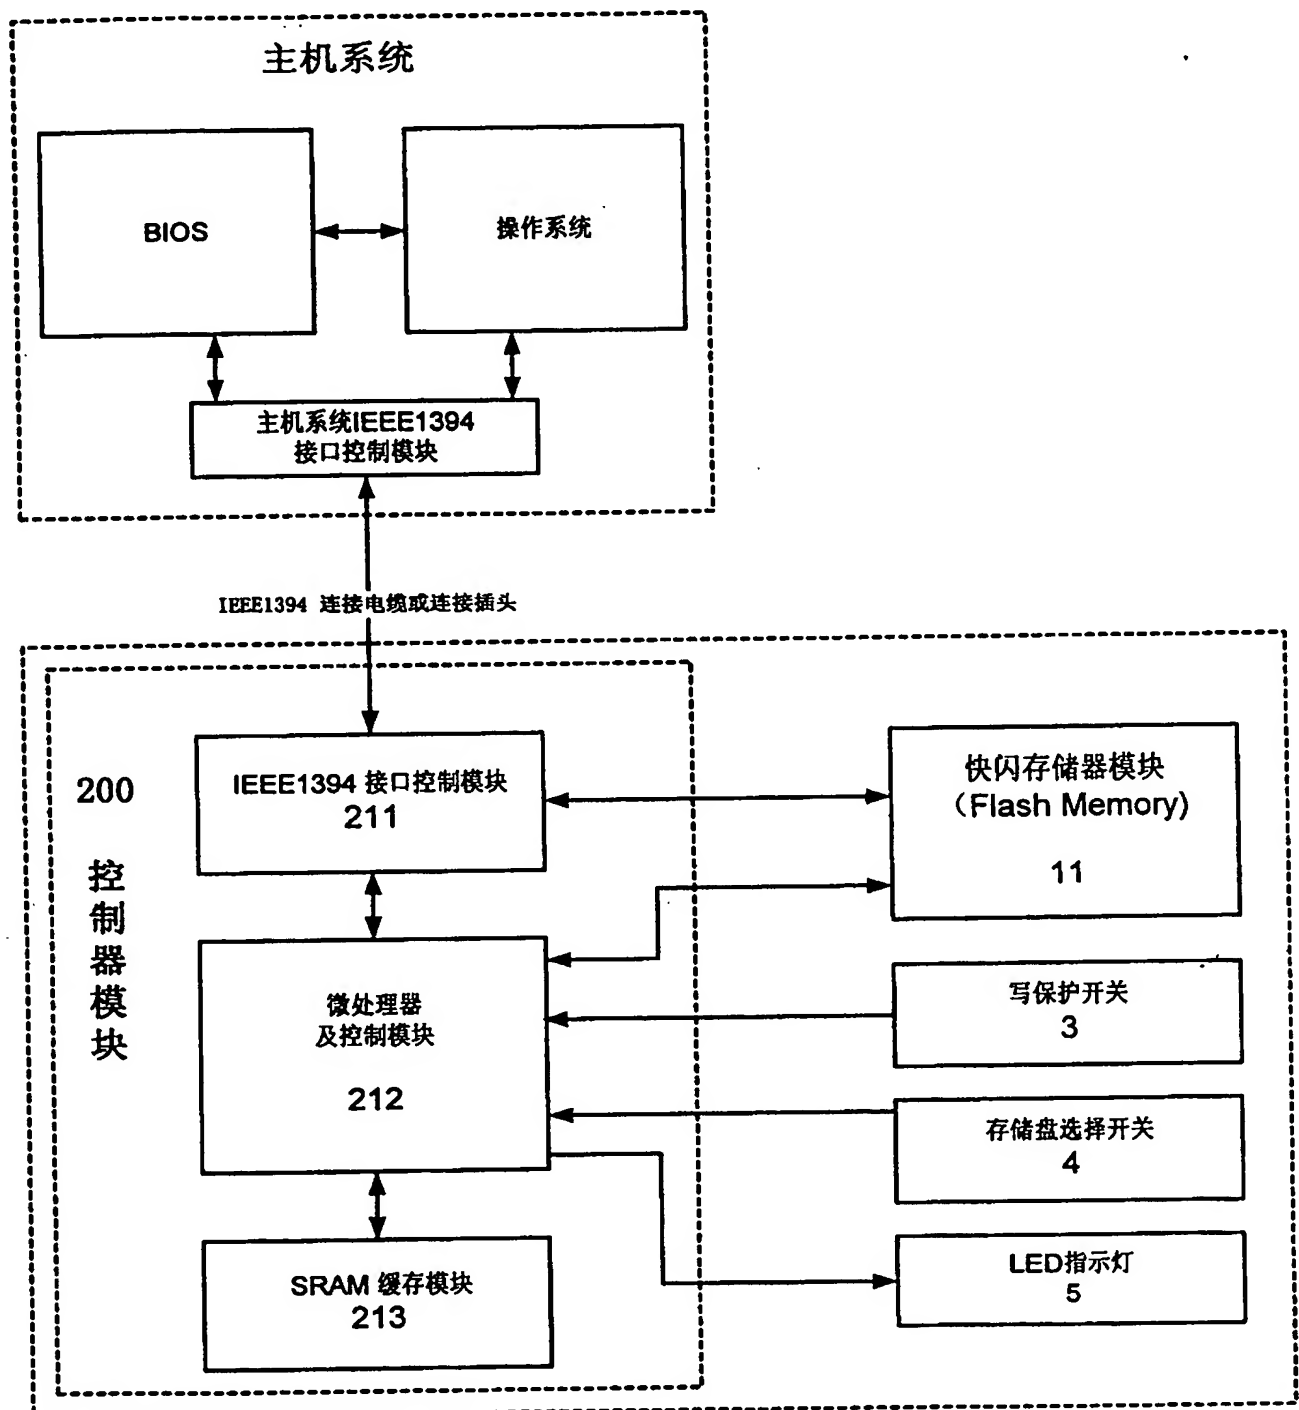 主机系统
BIOS
操作系统
主机系统IEEE1394
接口控制模块
IEEE1394 连接电缆或连接插头
200
控制器模块
IEEE1394 接口控制模块
211
快闪存储器模块
（Flash Memory)
11
微处理器
及控制模块
212
写保护开关
3
存储盘选择开关
4
LED指示灯
5
SRAM 缓存模块
213